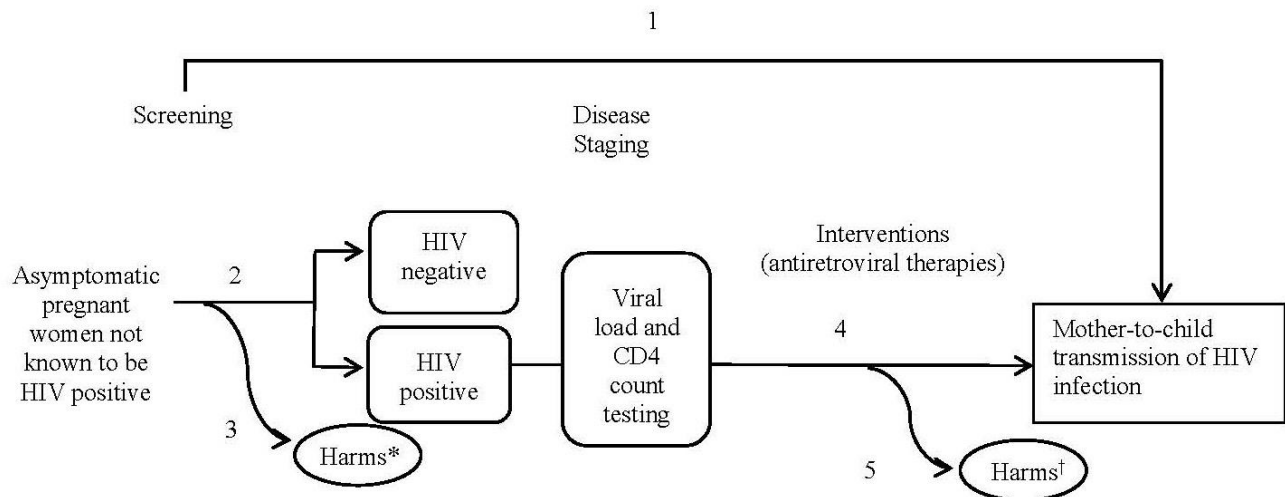 1
Screening
Disease
Staging
Asymptomatic
pregnant
women not
known to be
HIV positive
2
3
Harms*
HIV
negative
HIV
positive
Viral
load and
CD4
count
testing
Interventions
(antiretroviral therapies)
4
5
Harms†
Mother-to-child
transmission of HIV
infection